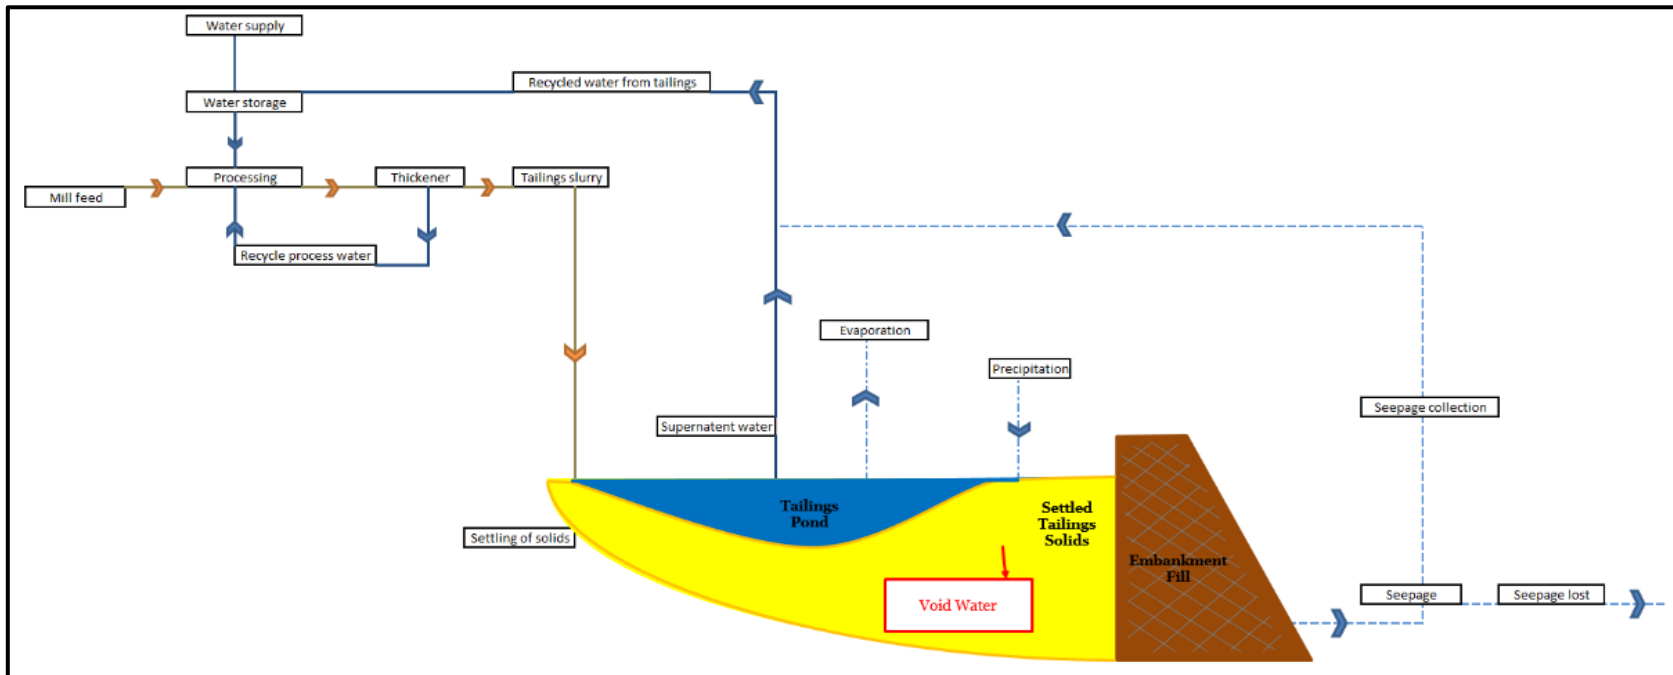 Water supply
Recycled water from tailings
Water storage
Processing
Thickener
Tailings slurry
Mill feed
Recycle process water
Evaporation
Precipitation
Seepage collection
Supernatent water
Tailings
Pond
Settled
Tailings
Solids
Settling of solids
Embankment
Fill
Void Water
Seepage
Seepage lost